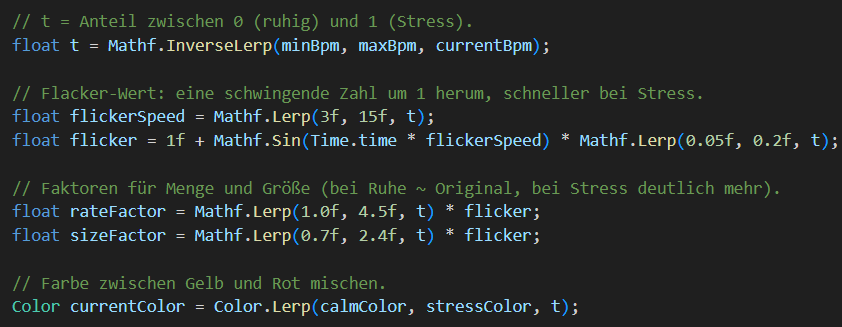 // t = Anteil zwischen 0 (ruhig) und 1 (Stress).
float t = Mathf.InverseLerp(minBpm, maxBpm, currentBpm);
// Flacker-Wert: eine schwingende Zahl um 1 herum, schneller bei Stress.
float flickerSpeed = Mathf.Lerp(3f, 15f, t);
float flicker = 1f + Mathf.Sin(Time.time * flickerSpeed) * Mathf.Lerp(0.05f, 0.2f, t);
// Faktoren für Menge und Größe (bei Ruhe ~ Original, bei Stress deutlich mehr).
float rateFactor = Mathf.Lerp(1.0f, 4.5f, t) * flicker;
float sizeFactor = Mathf.Lerp(0.7f, 2.4f, t) * flicker;
// Farbe zwischen Gelb und Rot mischen.
Color currentColor = Color.Lerp(calmColor, stressColor, t);